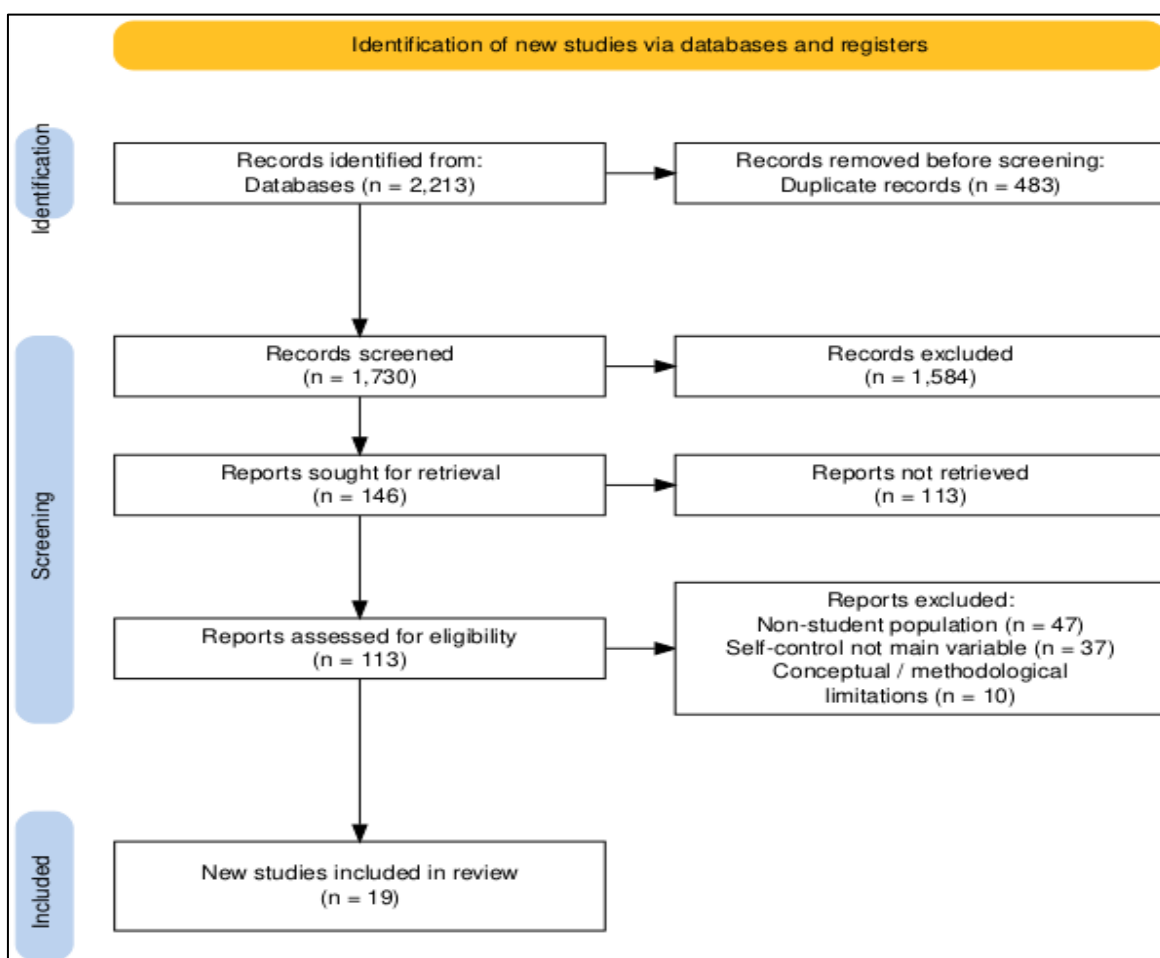 Identification of new studies via databases and registers
Identification
Records identified from:
Databases (n = 2,213)
Records removed before screening:
Duplicate records (n = 483)
Screening
Records screened
(n = 1,730)
Records excluded
(n = 1,584)
Reports sought for retrieval
(n = 146)
Reports not retrieved
(n = 113)
Reports assessed for eligibility
(n = 113)
Reports excluded:
Non-student population (n = 47)
Self-control not main variable (n = 37)
Conceptual / methodological
limitations (n = 10)
Included
New studies included in review
(n = 19)